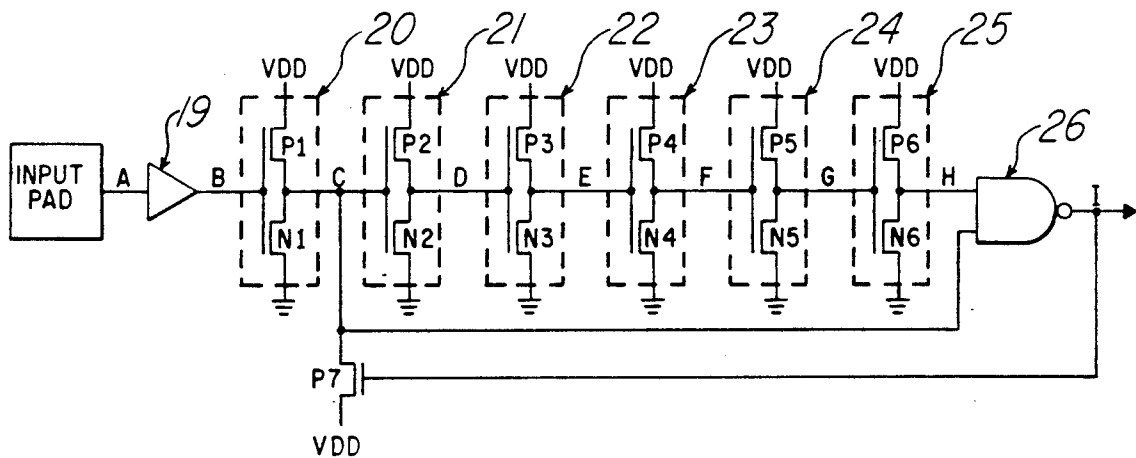 20 21 22 23 24 25
VDD VDD VDD VDD VDD VDD
19 26
P1 P2 P3 P4 P5 P6
INPUT
PAD
A B C D E F G H I
N1 N2 N3 N4 N5 N6
P7
VDD